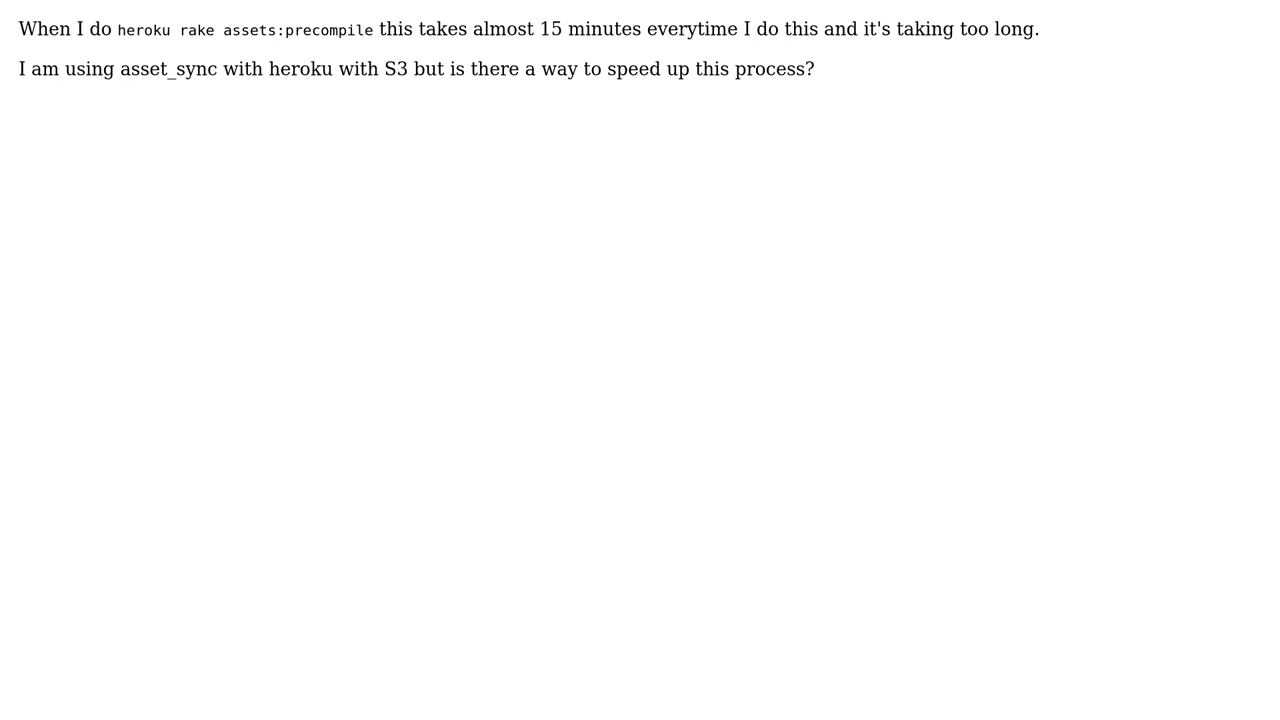 When I do heroku rake assets:precompile this takes almost 15 minutes everytime I do this and it's taking too long.
I am using asset_sync with heroku with S3 but is there a way to speed up this process?